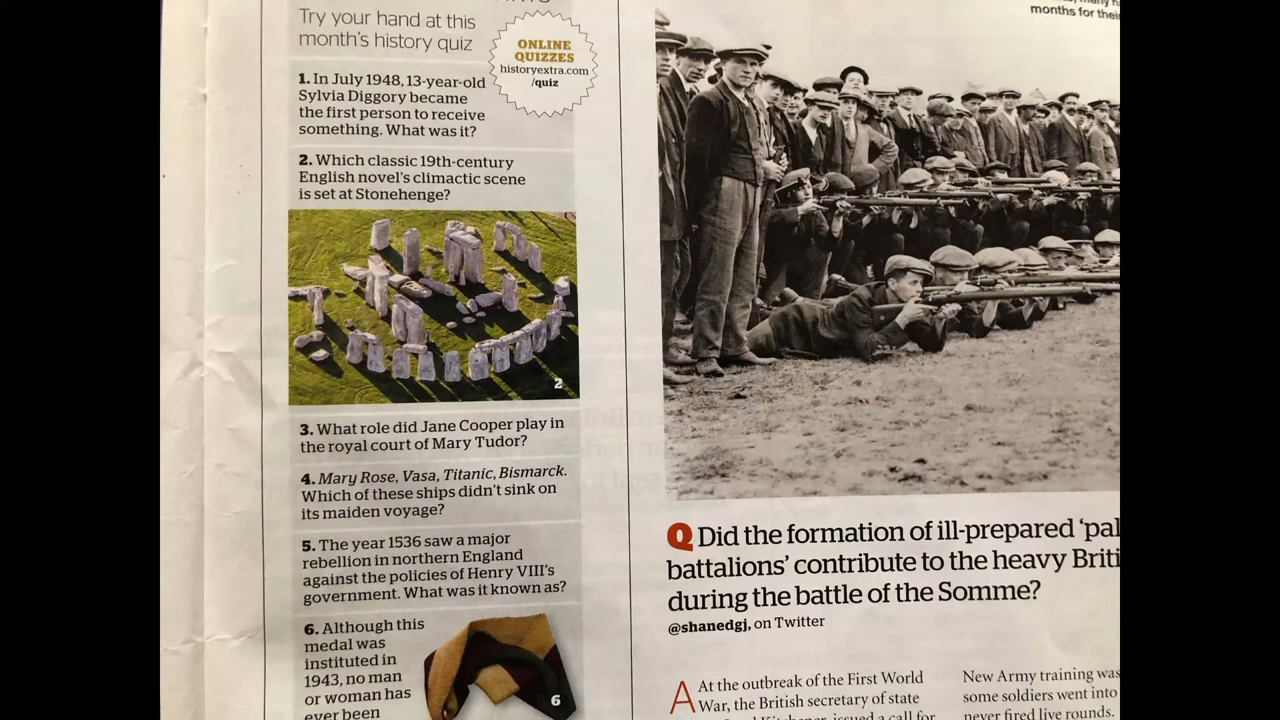 Try your hand at this
month's history quiz
ONLINE
QUIZZES
historyextra.com
/quiz
1. In July 1948, 13-year-old
Sylvia Diggory became
the first person to receive
something. What was it?
2. Which classic 19th-century
English novel's climactic scene
is set at Stonehenge?
2
3. What role did Jane Cooper play in
the royal court of Mary Tudor?
4. Mary Rose, Vasa, Titanic, Bismarck.
Which of these ships didn't sink on
its maiden voyage?
5. The year 1536 saw a major
rebellion in northern England
against the policies of Henry VIII's
government. What was it known as?
6. Although this
medal was
instituted in
1943, no man
or woman has
ever been
6
months for thei
Q Did the formation of ill-prepared 'pal
battalions' contribute to the heavy Briti
during the battle of the Somme?
@shanedgj, on Twitter
A At the outbreak of the First World
War, the British secretary of state
Kitchener, issued a call for
New Army training was
some soldiers went into
never fired live rounds.